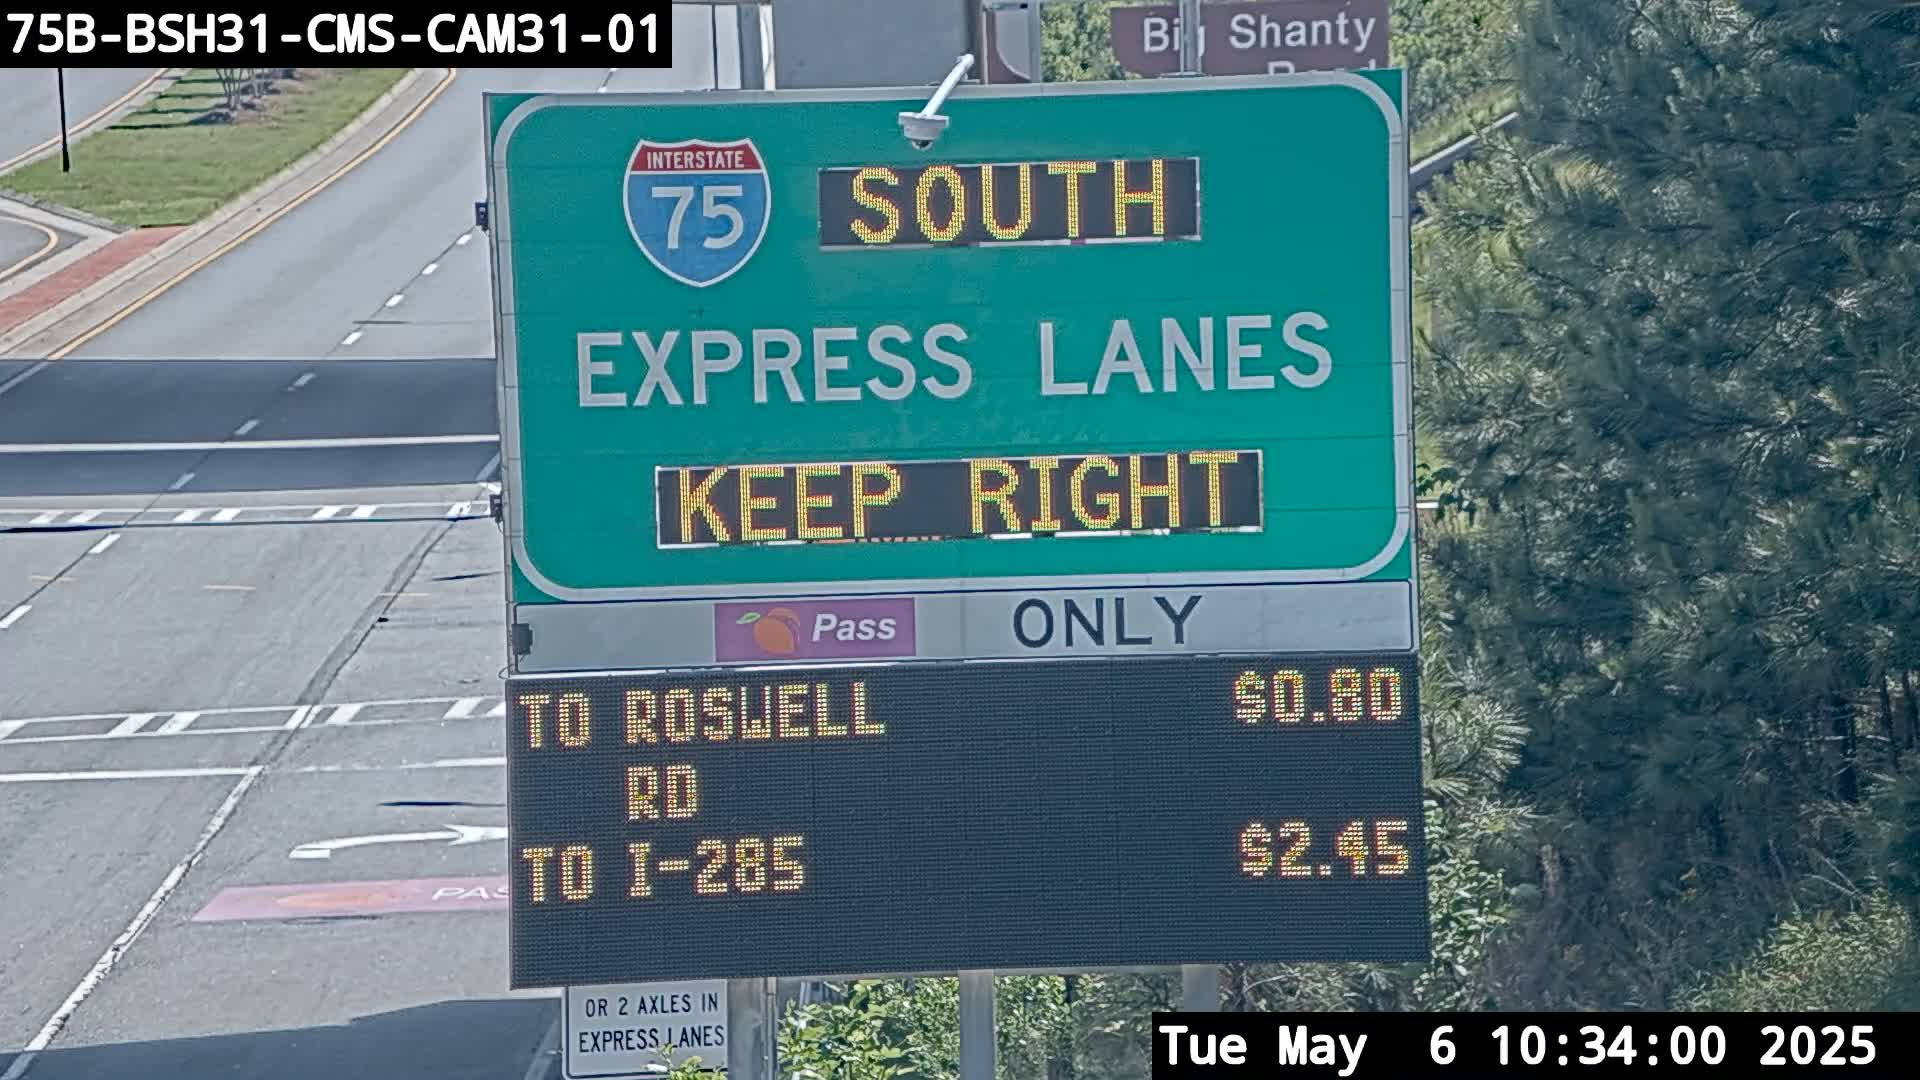 75B-BSH31-CMS-CAM31-01
Big Shanty
Road
INTERSTATE
75
SOUTH
EXPRESS LANES
KEEP RIGHT
Pass ONLY
TO ROSWELL $0.80
RD
TO I-285 $2.45
PAS
OR 2 AXLES IN
EXPRESS LANES
Tue May 6 10:34:00 2025